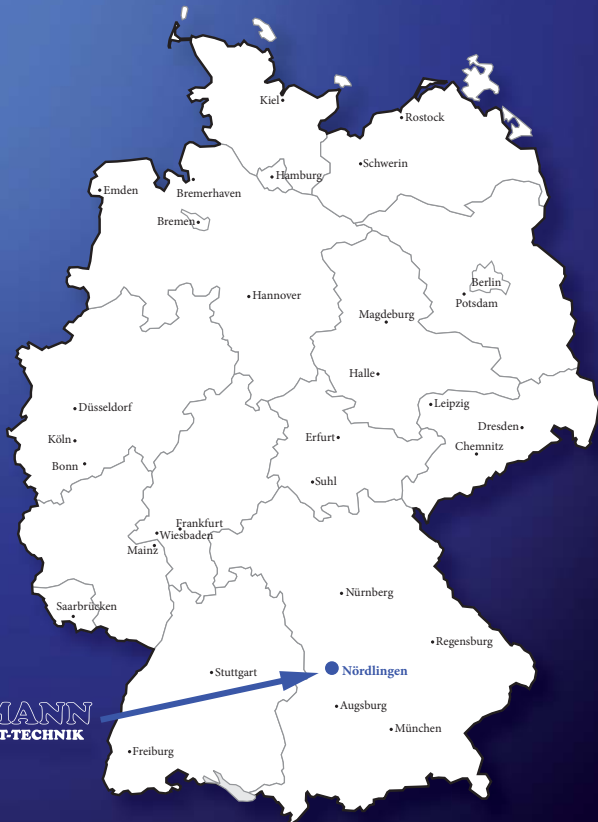 Kiel
Rostock
Schwerin
Hamburg
Emden
Bremerhaven
Bremen
Berlin
Hannover
Potsdam
Magdeburg
Halle
Leipzig
Düsseldorf
Dresden
Erfurt
Köln
Chemnitz
Bonn
Suhl
Frankfurt
Wiesbaden
Mainz
Nürnberg
Saarbrücken
Regensburg
Stuttgart
Nördlingen
Augsburg
MANN
T-TECHNIK
München
Freiburg